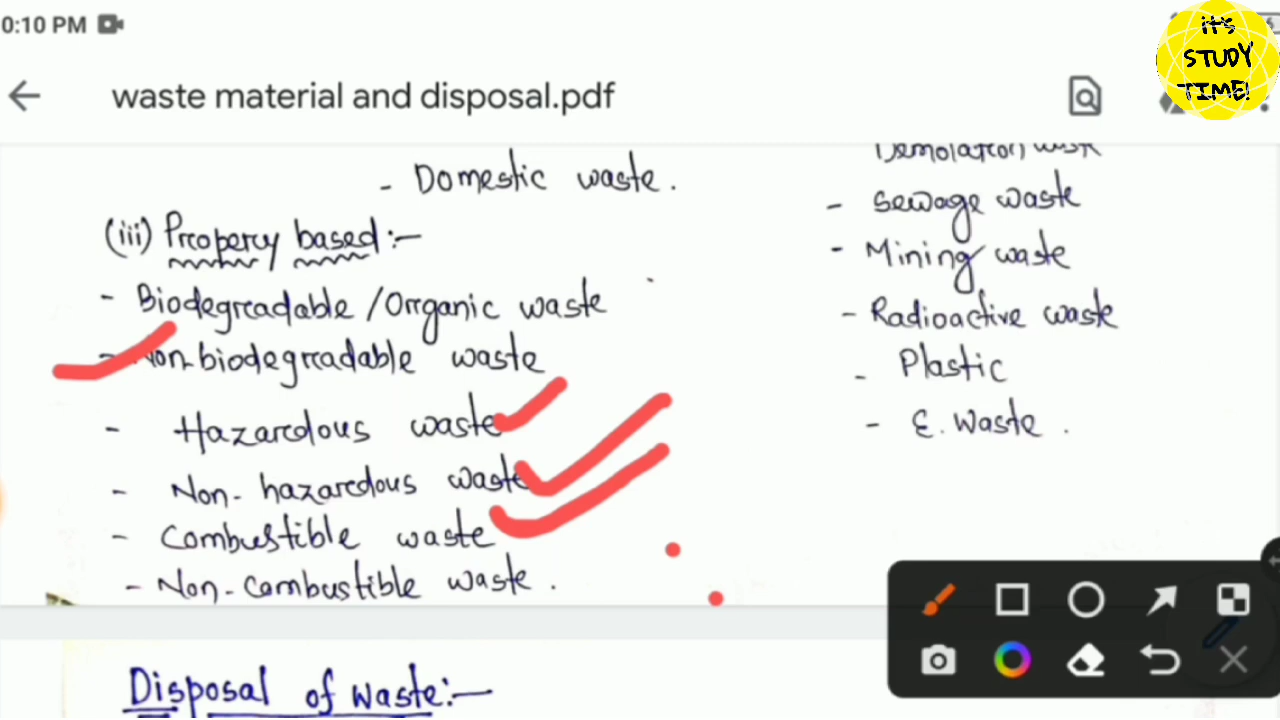 0:10 PM
waste material and disposal.pdf
it's
STUDY
TIME!
- Domestic waste.
(iii) Property based :-
- Biodegradable / Organic waste
- Non-biodegradable waste
- Hazardous waste
- Non-hazardous waste
- Combustible waste
- Non-Combustible waste.
Demolation wast
- Sewage waste
- Mining waste
- Radioactive waste
- Plastic
- E. Waste.
Disposal of waste:-